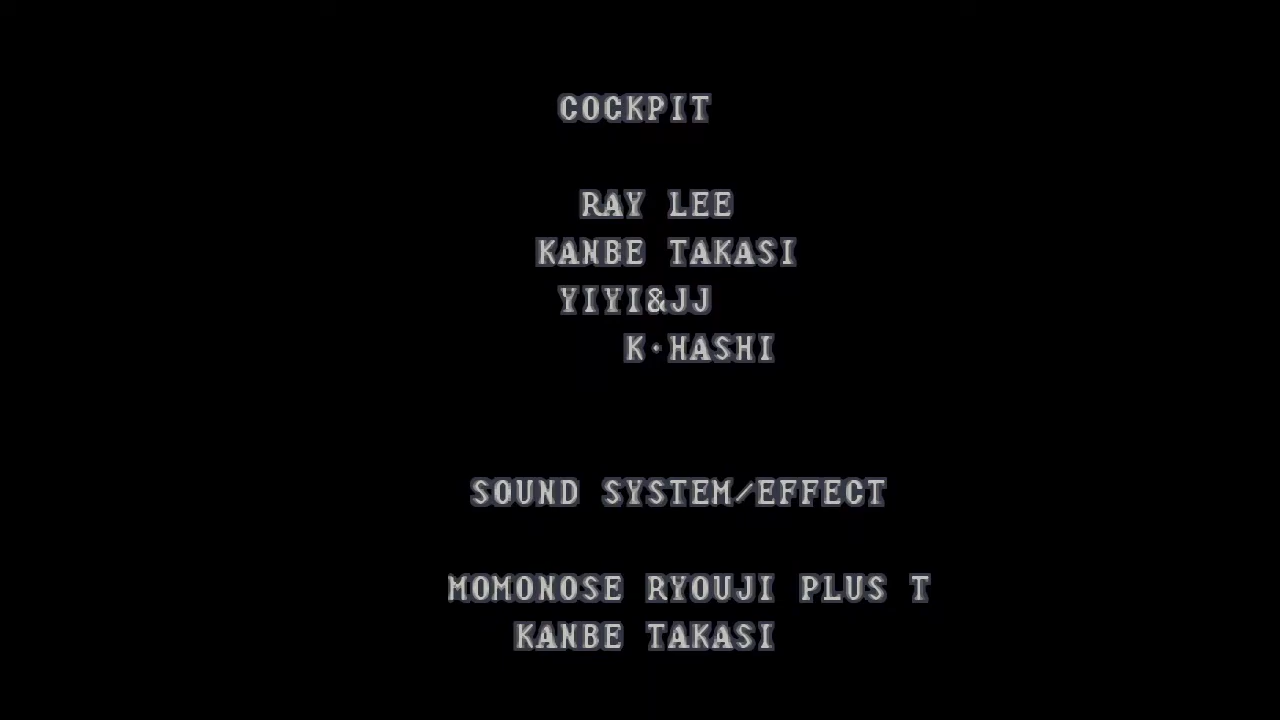 COCKPIT
RAY LEE
KANBE TAKASI
YIYI&JJ
K·HASHI
SOUND SYSTEM/EFFECT
MOMONOSE RYOUJI PLUS T
KANBE TAKASI